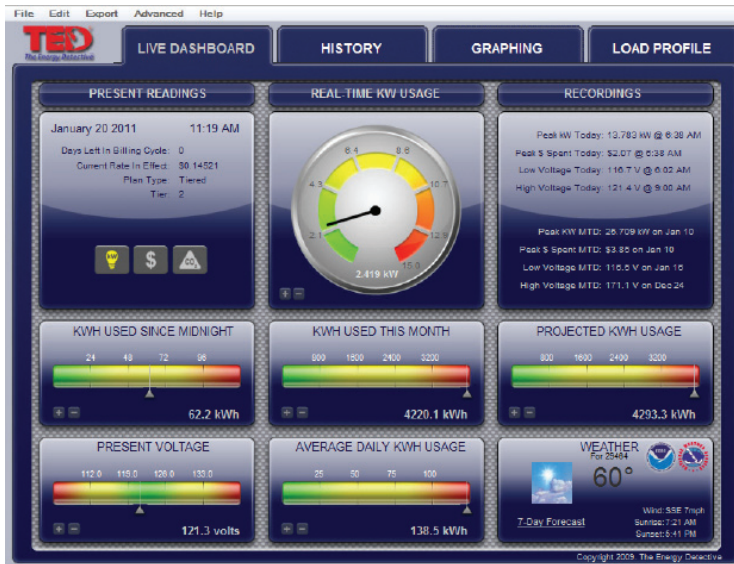 File Edit Export Advanced Help
TED
The Energy Detective
LIVE DASHBOARD
HISTORY
GRAPHING
LOAD PROFILE
PRESENT READINGS
REAL-TIME KW USAGE
RECORDINGS
January 20 2011 11:19 AM
Days Left In Billing Cycle: 0
Current Rate In Effect: $0.14521
Plan Type: Tiered
Tier: 2
kW
$
CO2
2.1 4.3 6.4 8.6 10.7 12.9 15.0
2.419 kW
Peak kW Today: 13.783 kW @ 6:38 AM
Peak $ Spent Today: $2.07 @ 6:38 AM
Low Voltage Today: 116.7 V @ 6:02 AM
High Voltage Today: 121.4 V @ 9:00 AM
Peak KW MTD: 26.709 kW on Jan 10
Peak $ Spent MTD: $3.86 on Jan 10
Low Voltage MTD: 116.6 V on Jan 16
High Voltage MTD: 171.1 V on Dec 24
KWH USED SINCE MIDNIGHT
24 48 72 96
62.2 kWh
KWH USED THIS MONTH
800 1600 2400 3200
4220.1 kWh
PROJECTED KWH USAGE
800 1600 2400 3200
4293.3 kWh
PRESENT VOLTAGE
112.0 119.0 126.0 133.0
121.3 volts
AVERAGE DAILY KWH USAGE
25 50 75 100
138.5 kWh
WEATHER
For 29464
60°
7-Day Forecast
Wind: SSE 7mph
Sunrise: 7:21 AM
Sunset: 5:41 PM
Copyright 2009 The Energy Detective